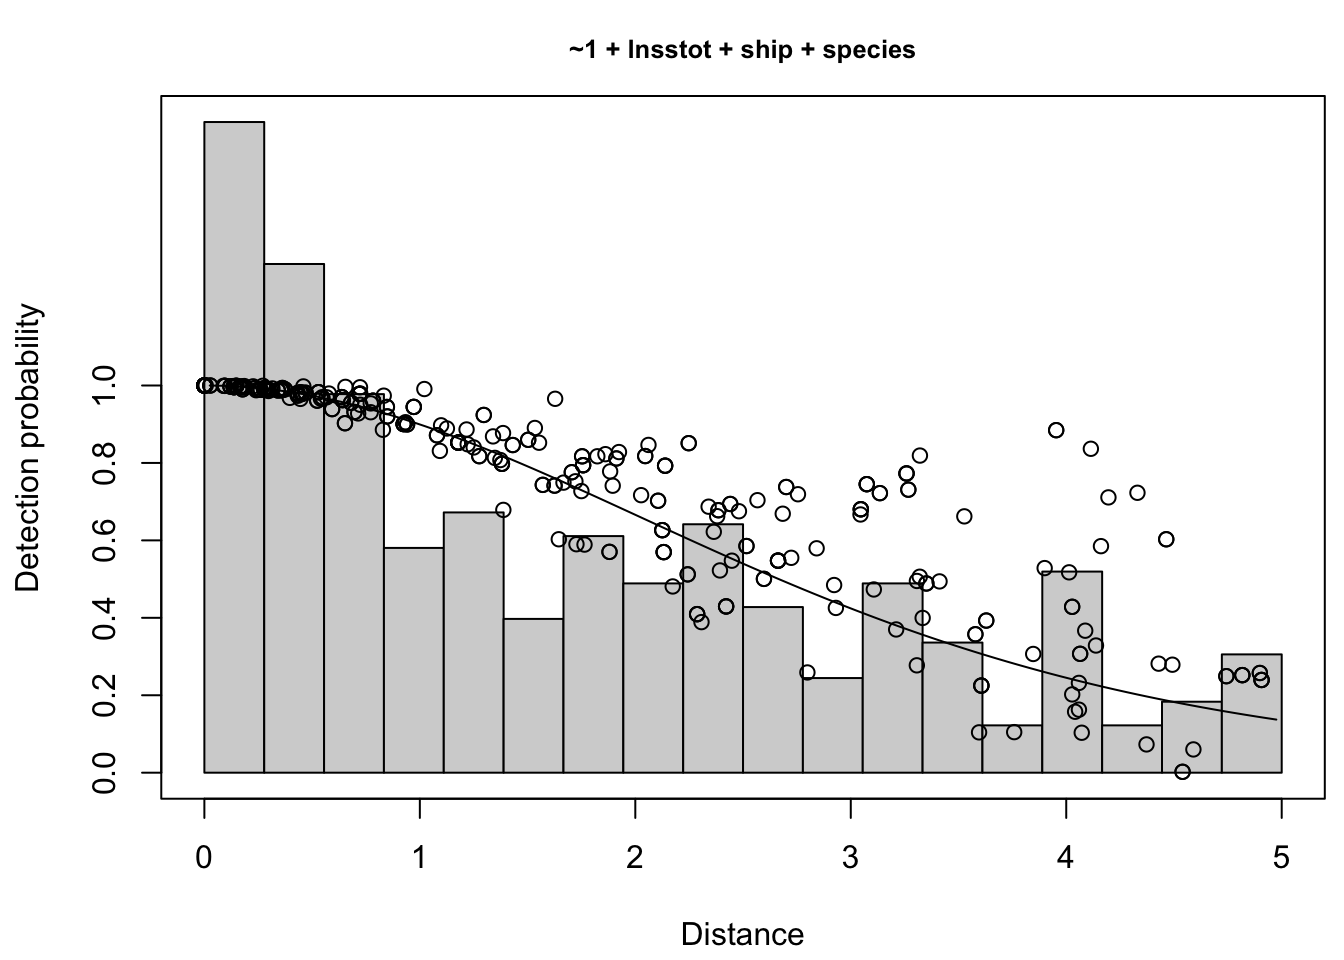 ~1 + lnsstot + ship + species
Detection probability
1.0
0.8
0.6
0.4
0.2
0.0
0 1 2 3 4 5
Distance